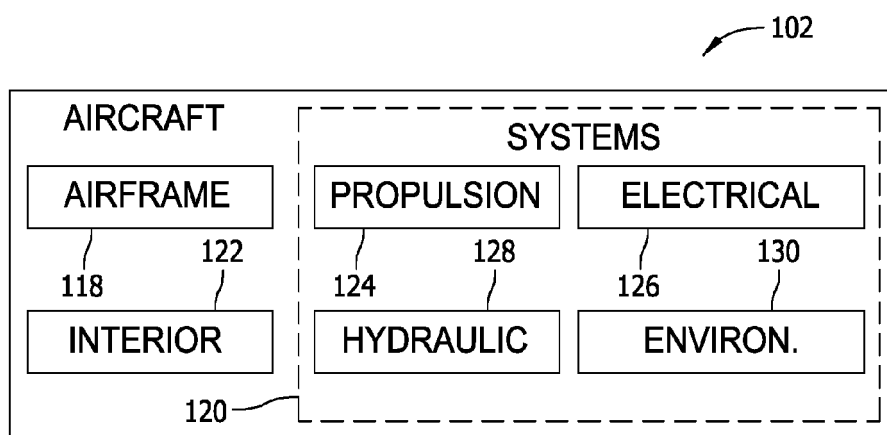 102
AIRCRAFT
SYSTEMS
AIRFRAME
PROPULSION
ELECTRICAL
118
122
124
128
126
130
INTERIOR
HYDRAULIC
ENVIRON.
120